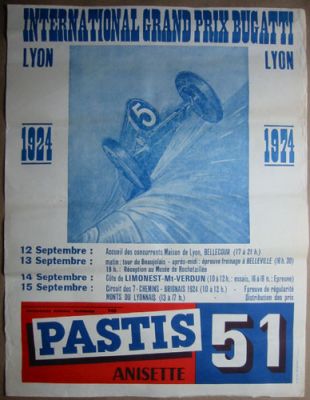 INTERNATIONAL GRAND PRIX BUGATTI
LYON LYON
5
1924 1974
12 Septembre : Accueil des concurrents Maison de Lyon, BELLECOUR (17 à 21 h.)
13 Septembre : matin : tour du Beaujolais - après-midi : épreuve freinage à BELLEVILLE (16 h 30)
19 h. : Réception au Musée de Rochetaillée
14 Septembre : Côte de LIMONEST-Mt-VERDUN (10 à 12 h. : essais, 16 à 18 h. : Epreuve)
15 Septembre : Circuit des 7 - CHEMINS - BRIGNAIS 1924 (10 à 12 h.) - Epreuve de régularité
MONTS DU LYONNAIS (13 à 17 h.) Distribution des prix
PASTIS 51
ANISETTE